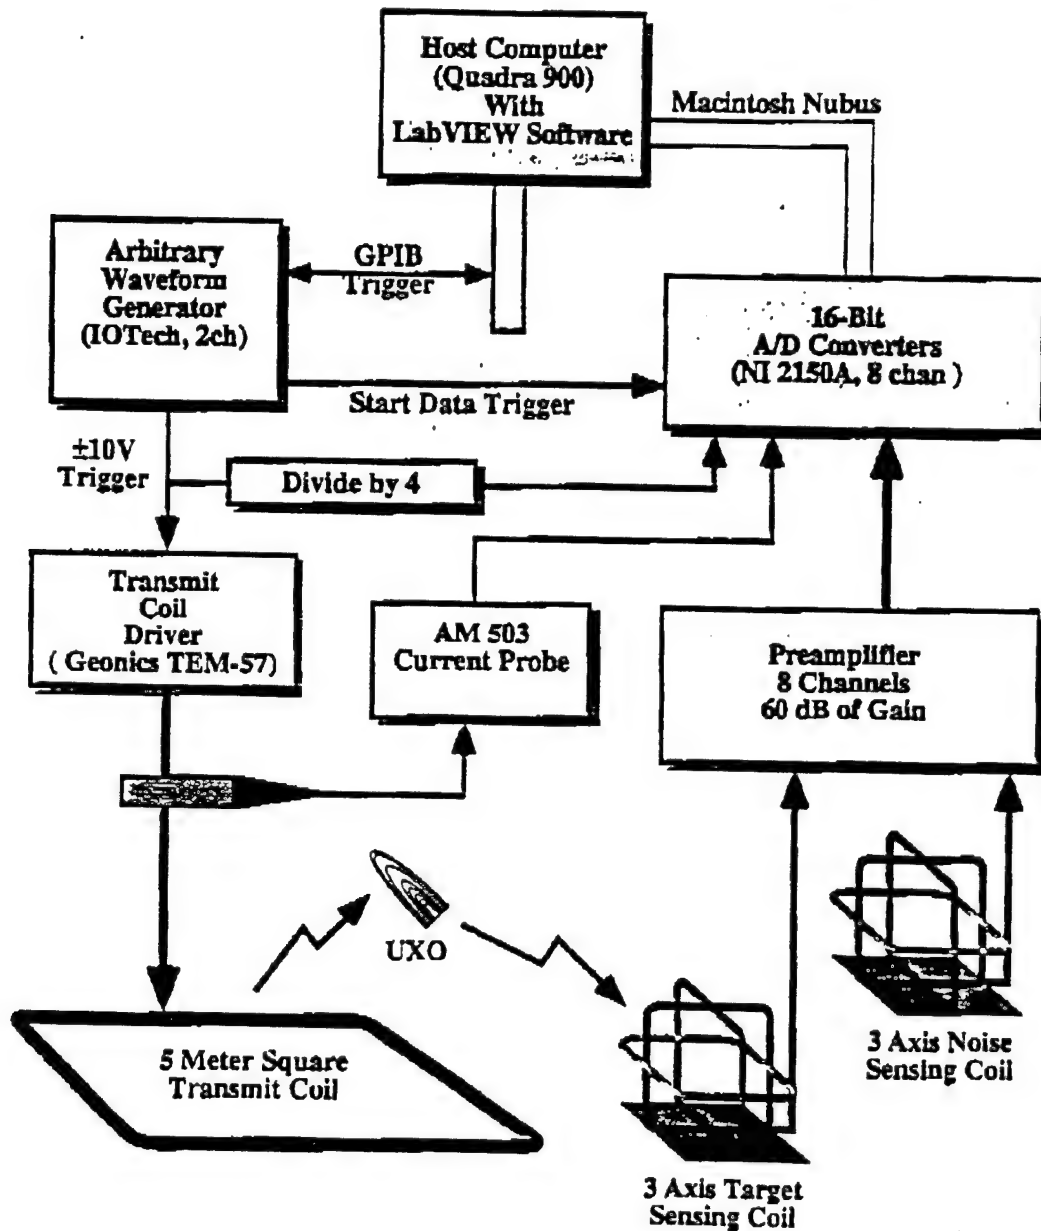 Host Computer
(Quadra 900)
With
LabVIEW Software
Macintosh Nubus
Arbitrary
Waveform
Generator
(IOTech, 2ch)
GPIB
Trigger
16-Bit
A/D Converters
(NI 2150A, 8 chan )
Start Data Trigger
±10V
Trigger
Divide by 4
Transmit
Coil
Driver
( Geonics TEM-57)
AM 503
Current Probe
Preamplifier
8 Channels
60 dB of Gain
UXO
5 Meter Square
Transmit Coil
3 Axis Noise
Sensing Coil
3 Axis Target
Sensing Coil